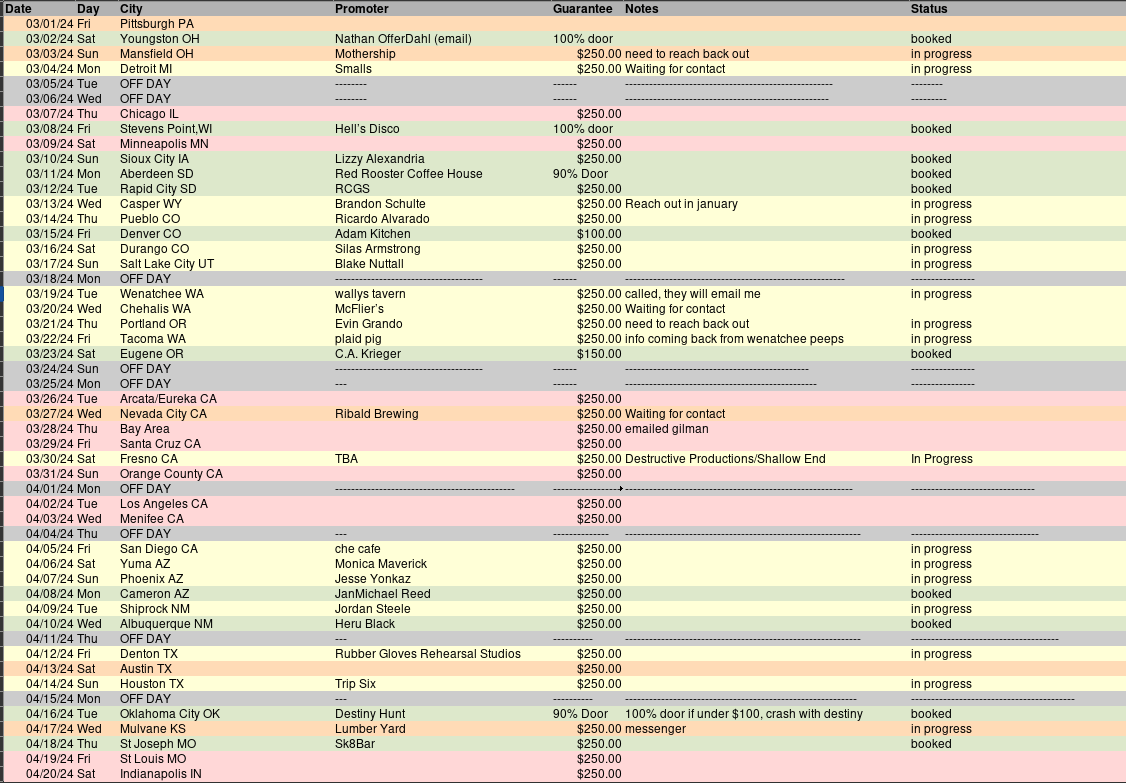 Date Day City Promoter Guarantee Notes Status
03/01/24 Fri Pittsburgh PA
03/02/24 Sat Youngston OH Nathan OfferDahl (email) 100% door booked
03/03/24 Sun Mansfield OH Mothership $250.00 need to reach back out in progress
03/04/24 Mon Detroit MI Smalls $250.00 Waiting for contact in progress
03/05/24 Tue OFF DAY -------- ------ ---------------------------------------------------- --------
03/06/24 Wed OFF DAY -------- ------ --------------------------------------------------- ---------
03/07/24 Thu Chicago IL $250.00
03/08/24 Fri Stevens Point,WI Hell's Disco 100% door booked
03/09/24 Sat Minneapolis MN $250.00
03/10/24 Sun Sioux City IA Lizzy Alexandria $250.00 booked
03/11/24 Mon Aberdeen SD Red Rooster Coffee House 90% Door booked
03/12/24 Tue Rapid City SD RCGS $250.00 booked
03/13/24 Wed Casper WY Brandon Schulte $250.00 Reach out in january in progress
03/14/24 Thu Pueblo CO Ricardo Alvarado $250.00 in progress
03/15/24 Fri Denver CO Adam Kitchen $100.00 booked
03/16/24 Sat Durango CO Silas Armstrong $250.00 in progress
03/17/24 Sun Salt Lake City UT Blake Nuttall $250.00 in progress
03/18/24 Mon OFF DAY ------------------------------------- ------ ------------------------------------------------------- ----------------
03/19/24 Tue Wenatchee WA wallys tavern $250.00 called, they will email me in progress
03/20/24 Wed Chehalis WA McFlier's $250.00 Waiting for contact
03/21/24 Thu Portland OR Evin Grando $250.00 need to reach back out in progress
03/22/24 Fri Tacoma WA plaid pig $250.00 info coming back from wenatchee peeps in progress
03/23/24 Sat Eugene OR C.A. Krieger $150.00 booked
03/24/24 Sun OFF DAY ------------------------------------- ------ ---------------------------------------------- ----------------
03/25/24 Mon OFF DAY --- ------ ------------------------------------------------ ----------------
03/26/24 Tue Arcata/Eureka CA $250.00
03/27/24 Wed Nevada City CA Ribald Brewing $250.00 Waiting for contact
03/28/24 Thu Bay Area $250.00 emailed gilman
03/29/24 Fri Santa Cruz CA $250.00
03/30/24 Sat Fresno CA TBA $250.00 Destructive Productions/Shallow End In Progress
03/31/24 Sun Orange County CA $250.00
04/01/24 Mon OFF DAY --------------------------------------------- ----------------- ---------------------------------------------------------- -------------------------------
04/02/24 Tue Los Angeles CA $250.00
04/03/24 Wed Menifee CA $250.00
04/04/24 Thu OFF DAY --- -------------- ----------------------------------------------------------- --------------------------------
04/05/24 Fri San Diego CA che cafe $250.00 in progress
04/06/24 Sat Yuma AZ Monica Maverick $250.00 in progress
04/07/24 Sun Phoenix AZ Jesse Yonkaz $250.00 in progress
04/08/24 Mon Cameron AZ JanMichael Reed $250.00 booked
04/09/24 Tue Shiprock NM Jordan Steele $250.00 in progress
04/10/24 Wed Albuquerque NM Heru Black $250.00 booked
04/11/24 Thu OFF DAY --- ---------- ----------------------------------------------------------- -------------------------------------
04/12/24 Fri Denton TX Rubber Gloves Rehearsal Studios $250.00 in progress
04/13/24 Sat Austin TX $250.00
04/14/24 Sun Houston TX Trip Six $250.00 in progress
04/15/24 Mon OFF DAY --- ---------- ---------------------------------------------------------- -----------------------------------------
04/16/24 Tue Oklahoma City OK Destiny Hunt 90% Door 100% door if under $100, crash with destiny booked
04/17/24 Wed Mulvane KS Lumber Yard $250.00 messenger in progress
04/18/24 Thu St Joseph MO Sk8Bar $250.00 booked
04/19/24 Fri St Louis MO $250.00
04/20/24 Sat Indianapolis IN $250.00